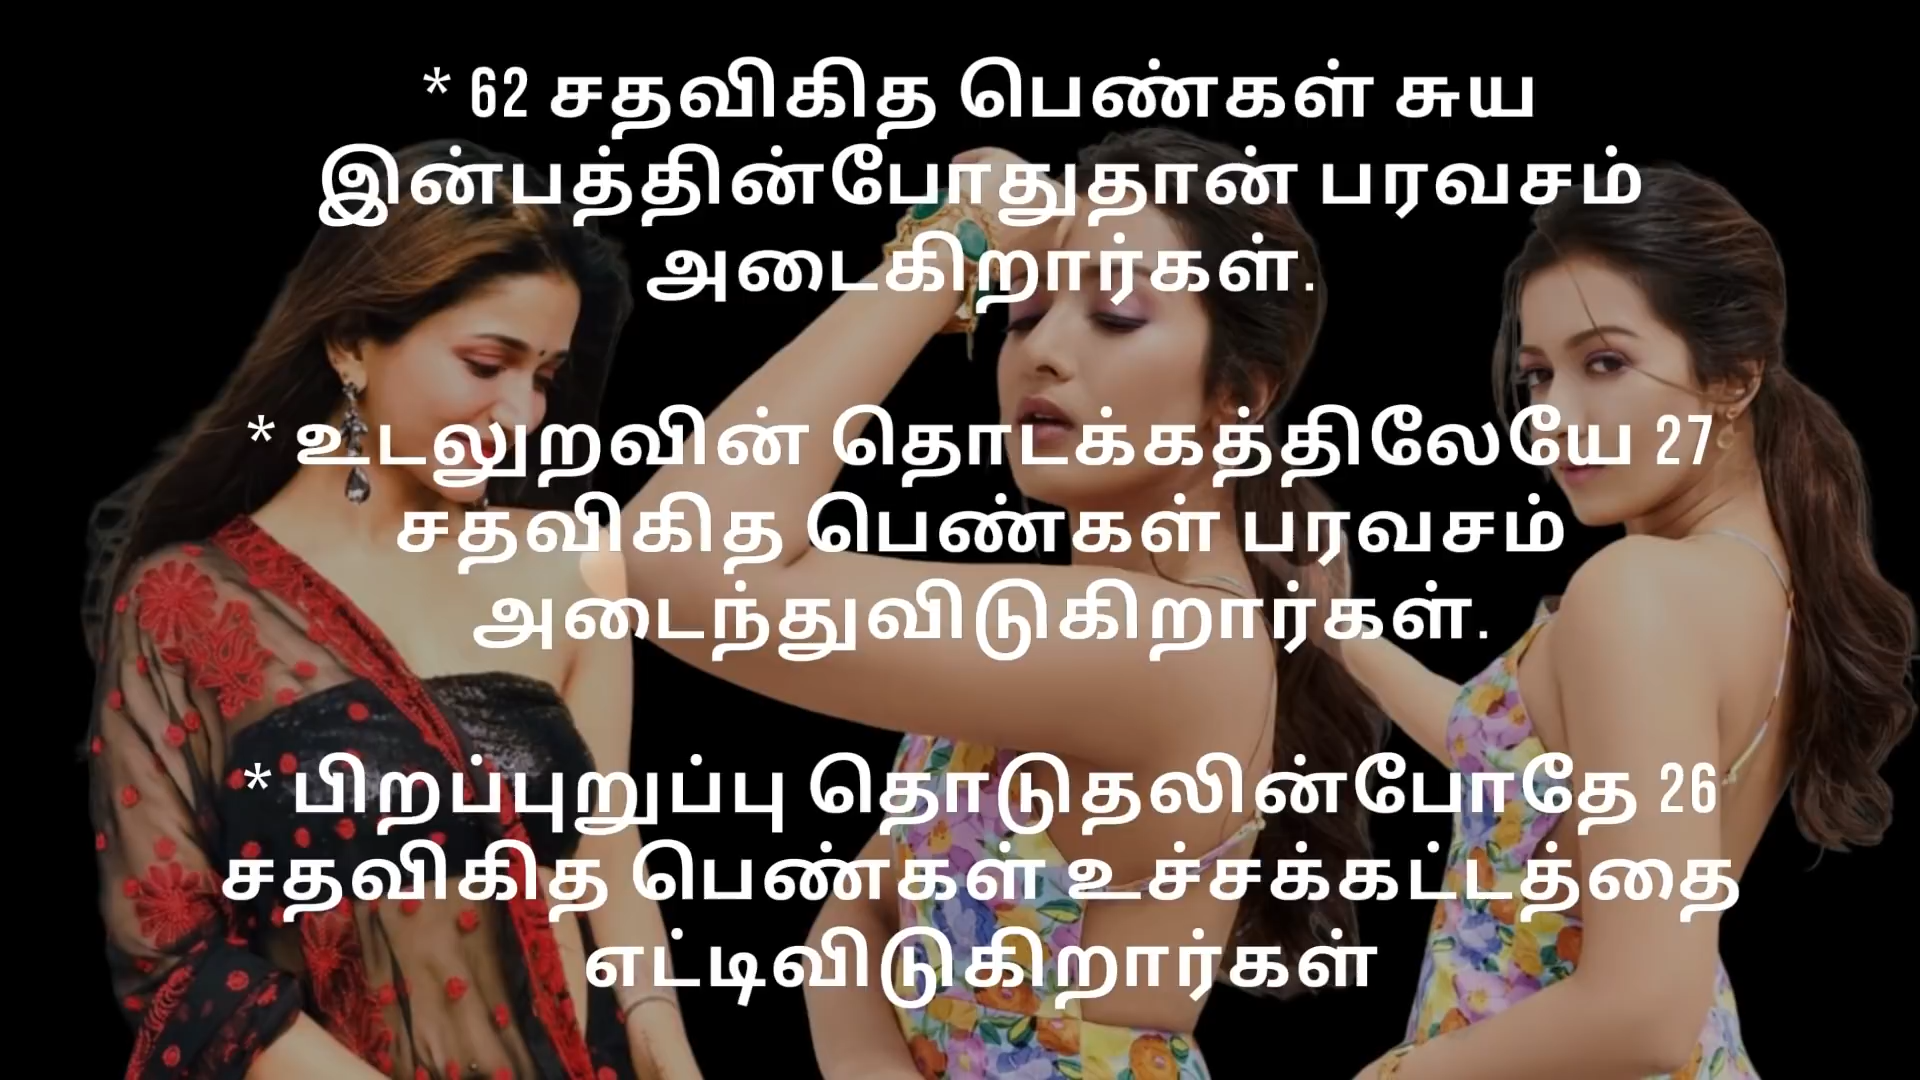 * 62 சதவிகித பெண்கள் சுய
இன்பத்தின்போதுதான் பரவசம்
அடைகிறார்கள்.
* உடலுறவின் தொடக்கத்திலேயே 27
சதவிகித பெண்கள் பரவசம்
அடைந்துவிடுகிறார்கள்.
* பிறப்புறுப்பு தொடுதலின்போதே 26
சதவிகித பெண்கள் உச்சக்கட்டத்தை
எட்டிவிடுகிறார்கள்